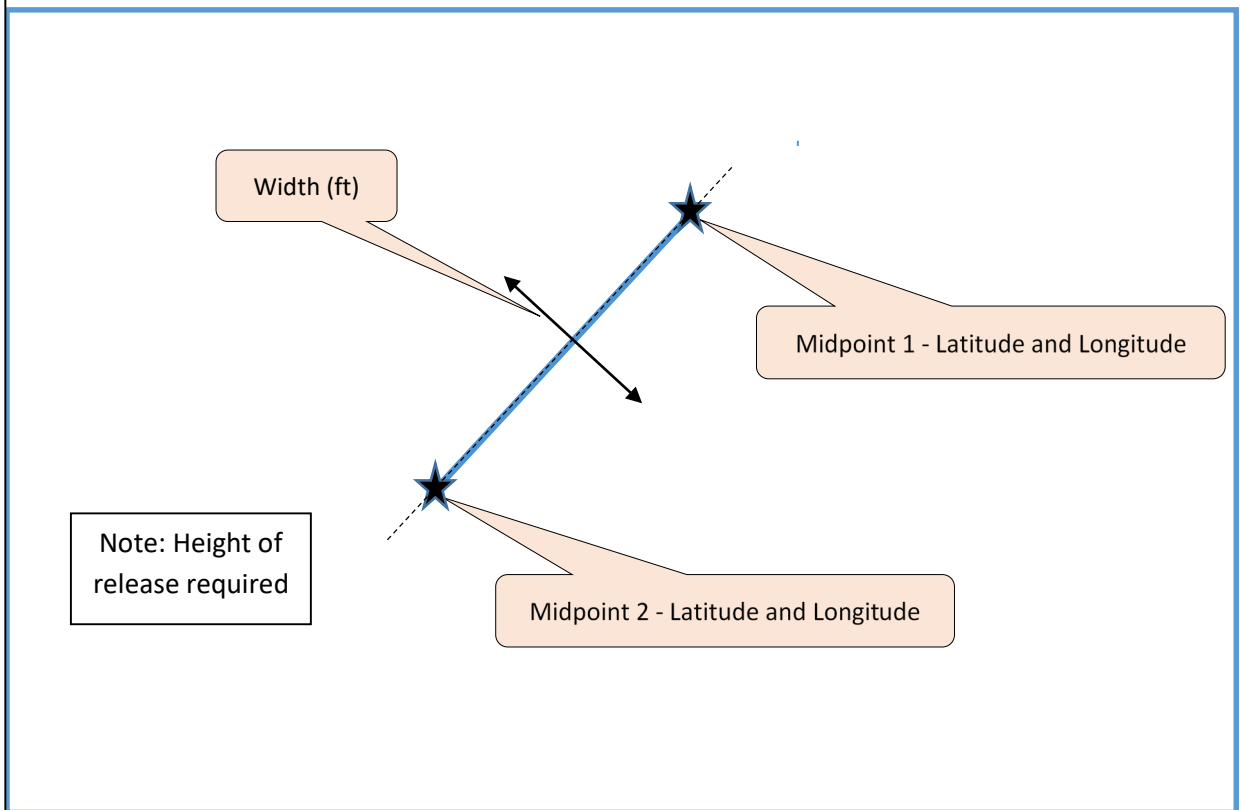 Width (ft)
Midpoint 1 - Latitude and Longitude
Note: Height of
release required
Midpoint 2 - Latitude and Longitude